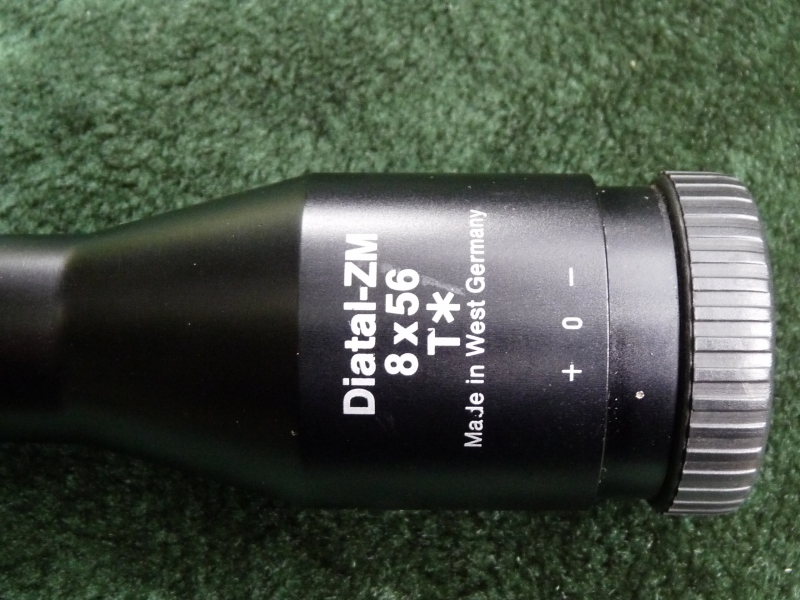 Diatal-ZM
8 x 56
T*
Made in West Germany
+ 0 −